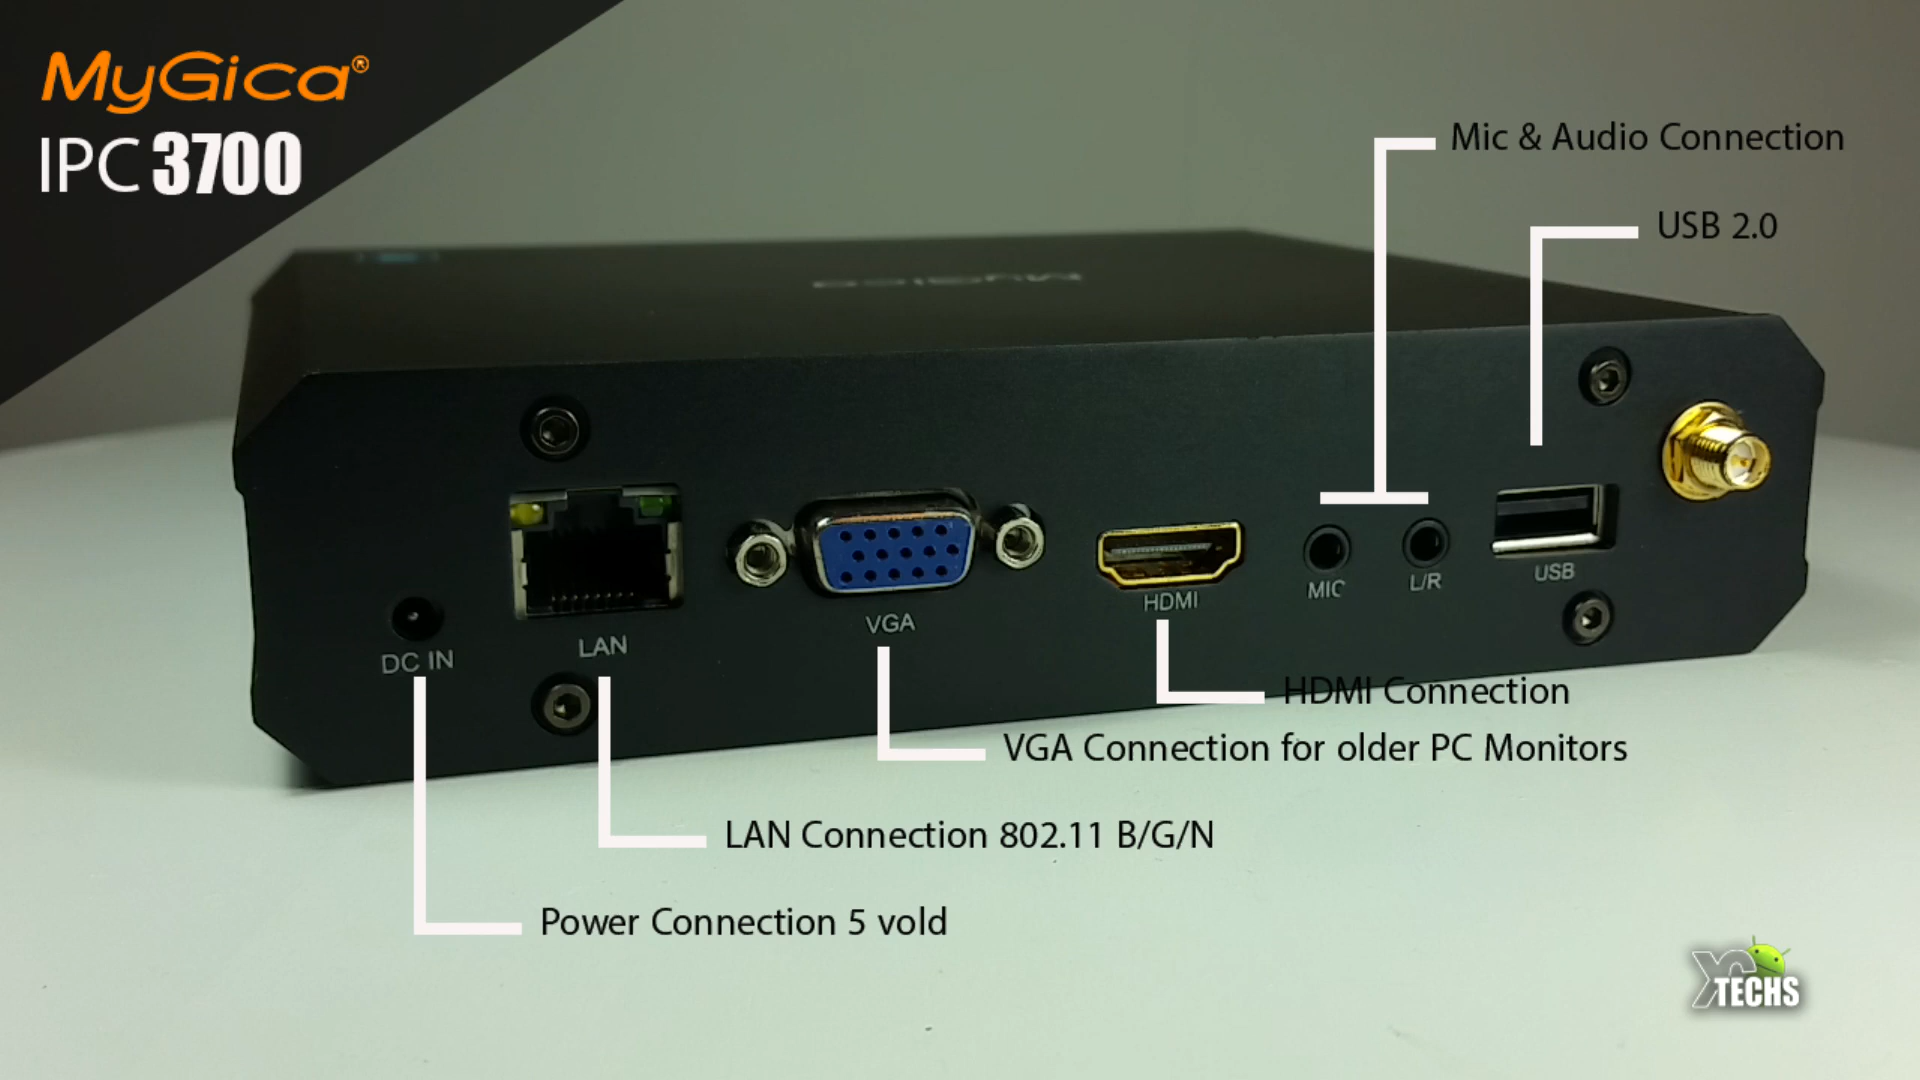 MyGica®
IPC 3700
Mic & Audio Connection
USB 2.0
MyGica
DC IN
LAN
VGA
HDMI
MIC
L/R
USB
HDMI Connection
VGA Connection for older PC Monitors
LAN Connection 802.11 B/G/N
Power Connection 5 vold
TECHS